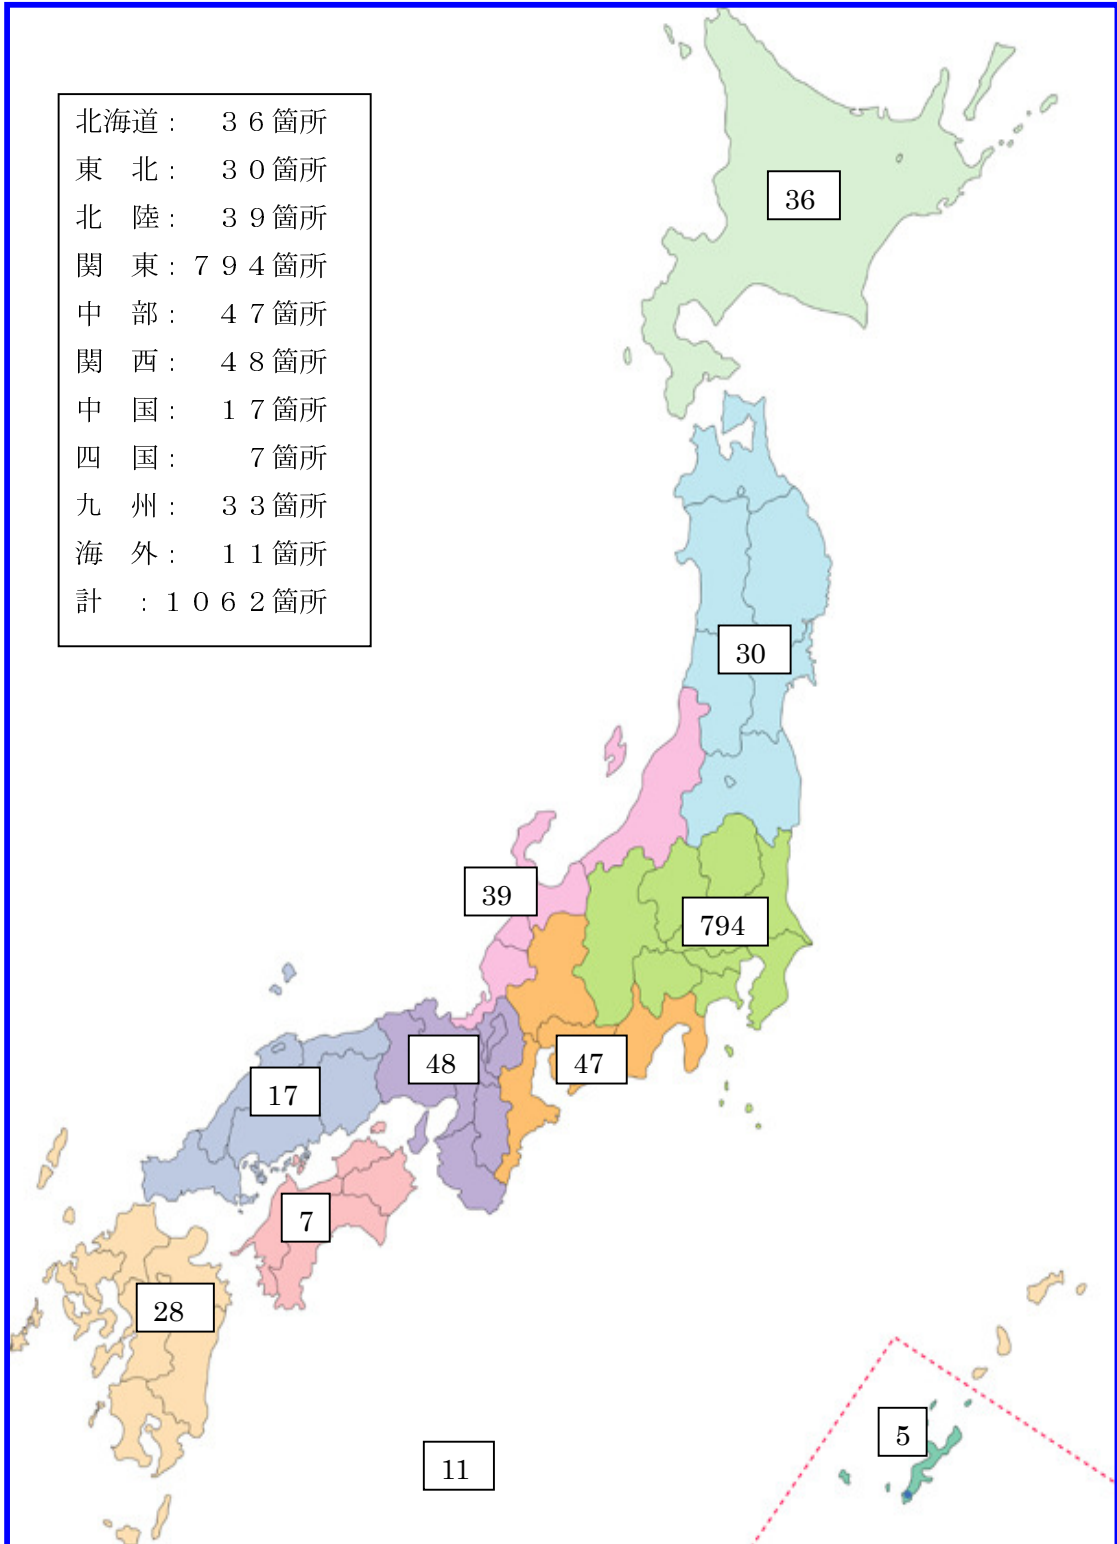 北海道：　３６箇所
東　北：　３０箇所
北　陸：　３９箇所
関　東：７９４箇所
中　部：　４７箇所
関　西：　４８箇所
中　国：　１７箇所
四　国：　　７箇所
九　州：　３３箇所
海　外：　１１箇所
計　：１０６２箇所
36
30
39
794
48
47
17
7
28
5
11